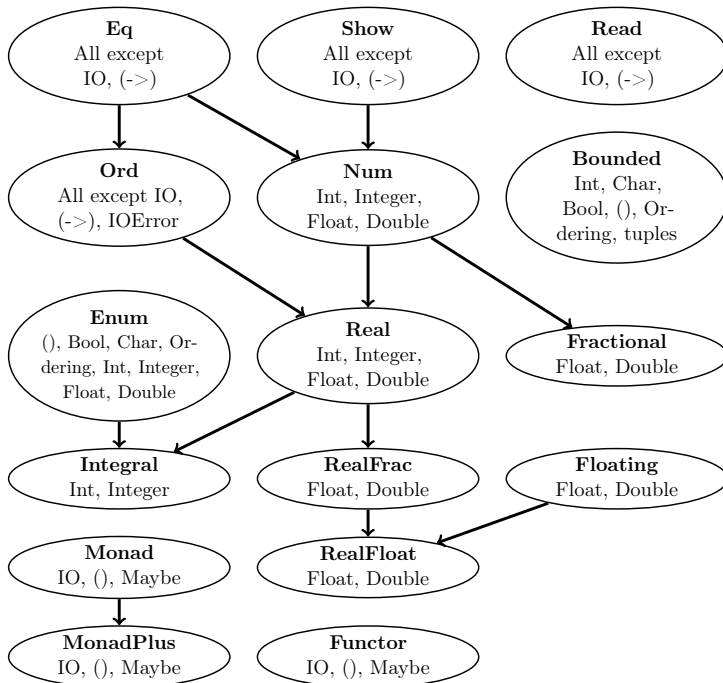 Eq
All except
IO, (->)
Show
All except
IO, (->)
Read
All except
IO, (->)
Ord
All except IO,
(->), IOError
Num
Int, Integer,
Float, Double
Bounded
Int, Char,
Bool, (), Or-
dering, tuples
Enum
(), Bool, Char, Or-
dering, Int, Integer,
Float, Double
Real
Int, Integer,
Float, Double
Fractional
Float, Double
Integral
Int, Integer
RealFrac
Float, Double
Floating
Float, Double
Monad
IO, (), Maybe
RealFloat
Float, Double
MonadPlus
IO, (), Maybe
Functor
IO, (), Maybe